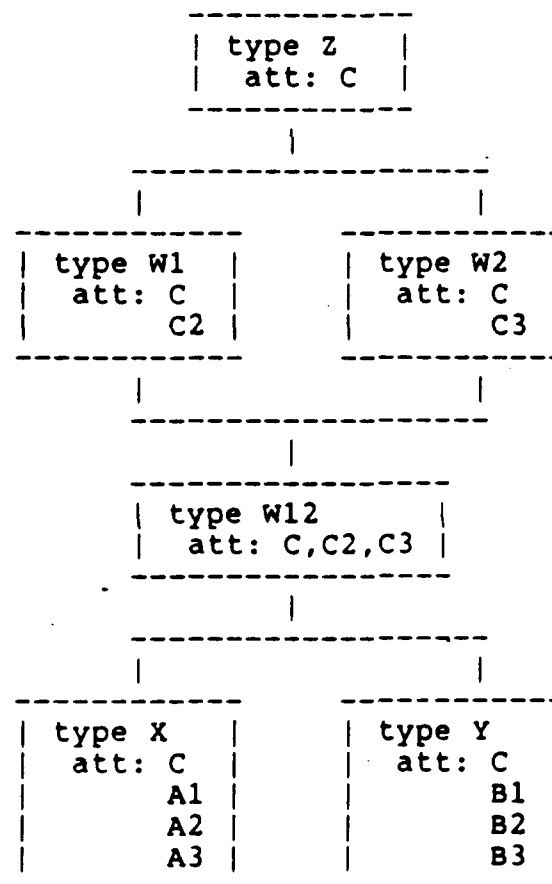 type Z
att: C
type W1 type W2
att: C att: C
C2 C3
type W12
att: C,C2,C3
type X type Y
att: C att: C
A1 B1
A2 B2
A3 B3